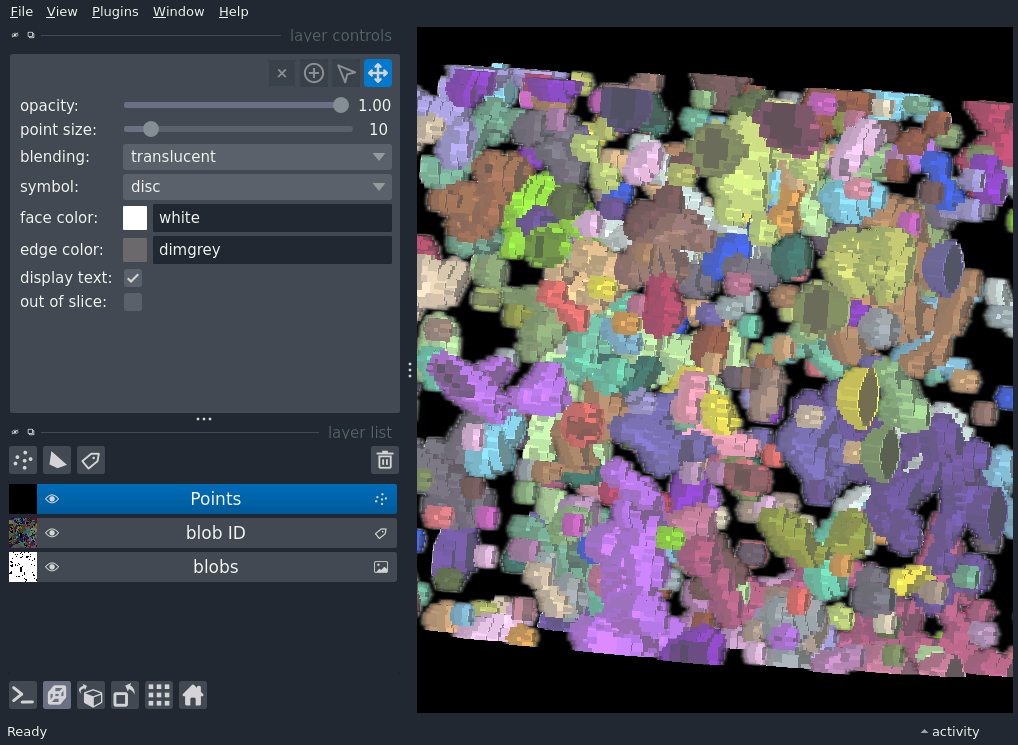 File View Plugins Window Help
layer controls
opacity: 1.00
point size: 10
blending: translucent
symbol: disc
face color: white
edge color: dimgrey
display text:
out of slice:
layer list
Points
blob ID
blobs
Ready
activity